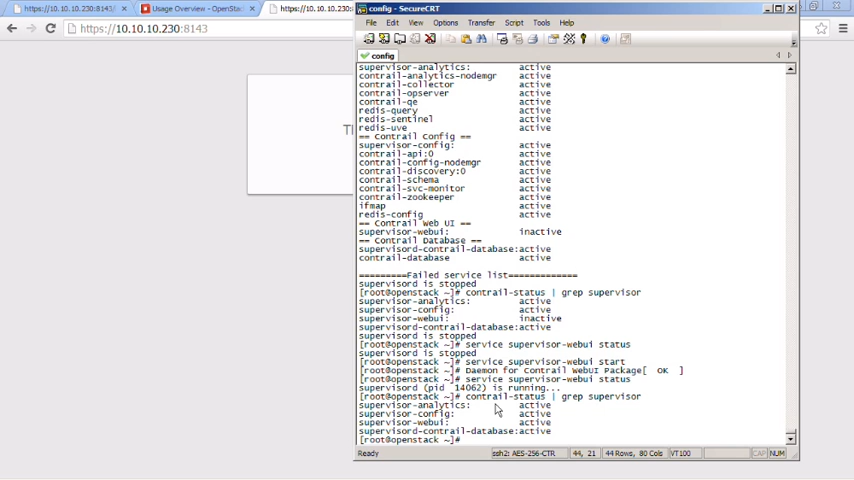 https://10.10.10.230:8143/
Usage Overview - OpenSta
https://10.10.10.230:8143
https://10.10.10.230:8143
config - SecureCRT
File Edit View Options Transfer Script Tools Help
config
supervisor-analytics: active
contrail-analytics-nodemgr active
contrail-collector active
contrail-opserver active
contrail-qe active
redis-query active
redis-sentinel active
redis-uve active
== Contrail Config ==
supervisor-config: active
contrail-api:0 active
contrail-config-nodemgr active
contrail-discovery:0 active
contrail-schema active
contrail-svc-monitor active
contrail-zookeeper active
ifmap active
redis-config active
== Contrail Web UI ==
supervisor-webui: inactive
== Contrail Database ==
supervisord-contrail-database:active
contrail-database active
=========Failed service list=============
supervisord is stopped
[root@openstack ~]# contrail-status | grep supervisor
supervisor-analytics: active
supervisor-config: active
supervisor-webui: inactive
supervisord-contrail-database:active
supervisord is stopped
[root@openstack ~]# service supervisor-webui status
supervisord is stopped
[root@openstack ~]# service supervisor-webui start
[root@openstack ~]# Daemon for Contrail WebUI Package[  OK  ]
[root@openstack ~]# service supervisor-webui status
supervisord (pid  14062) is running...
[root@openstack ~]# contrail-status | grep supervisor
supervisor-analytics: active
supervisor-config: active
supervisor-webui: active
supervisord-contrail-database:active
[root@openstack ~]#
Ready ssh2: AES-256-CTR 44, 21 44 Rows, 80 Cols VT100 CAP NUM